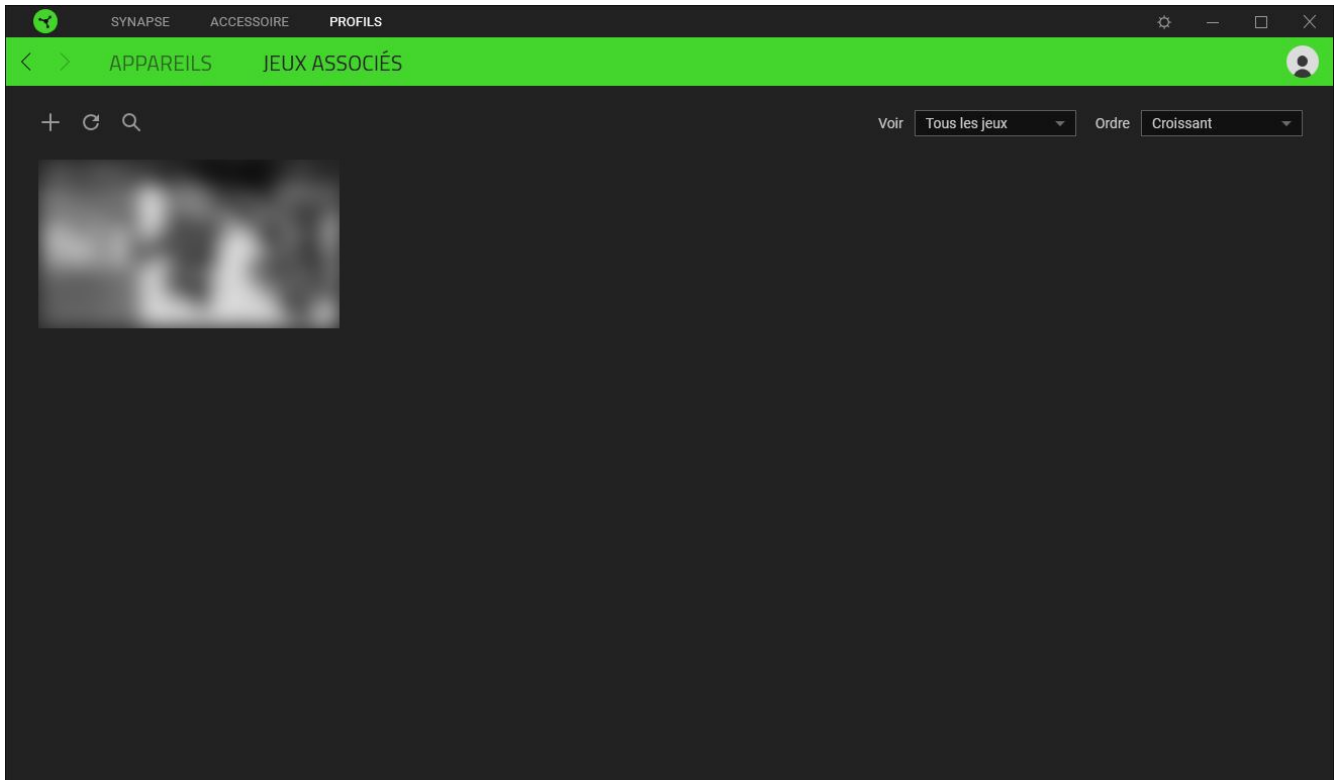 SYNAPSE ACCESSOIRE PROFILS
APPAREILS JEUX ASSOCIÉS
Voir Tous les jeux Ordre Croissant